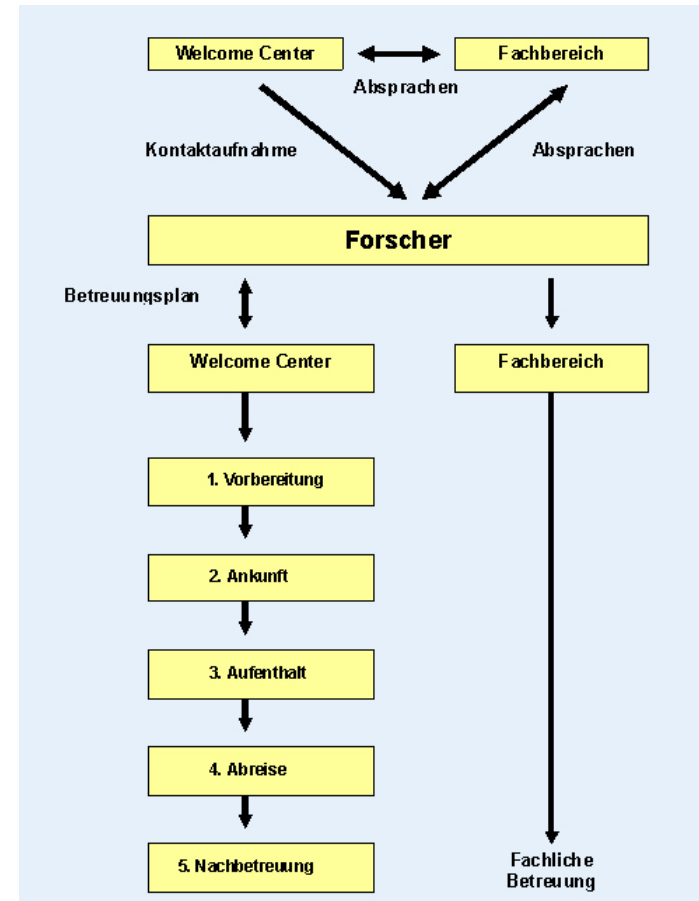 Welcome Center
Fachbereich
Absprachen
Kontaktaufnahme
Absprachen
Forscher
Betreuungsplan
Welcome Center
Fachbereich
1. Vorbereitung
2. Ankunft
3. Aufenthalt
4. Abreise
5. Nachbetreuung
Fachliche
Betreuung